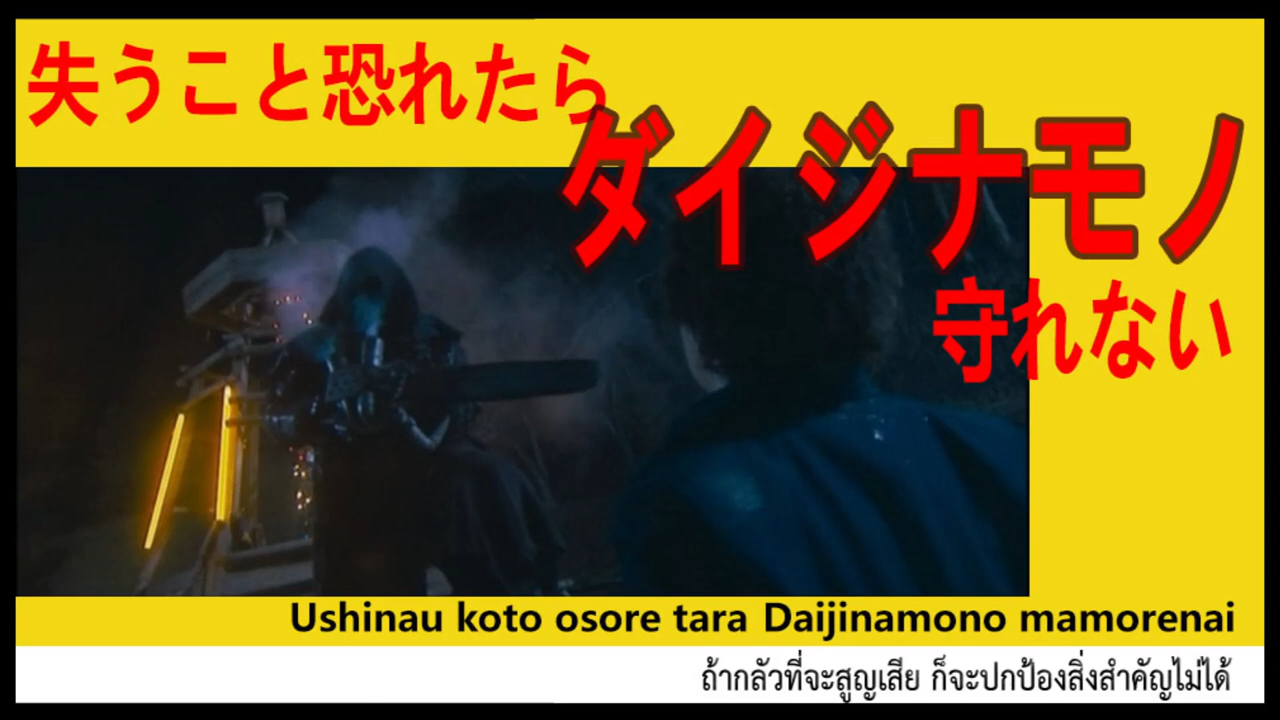 失うこと恐れたら
ダイジナモノ
守れない
Ushinau koto osore tara Daijinamono mamorenai
ถ้ากลัวที่จะสูญเสีย ก็จะปกป้องสิ่งสำคัญไม่ได้